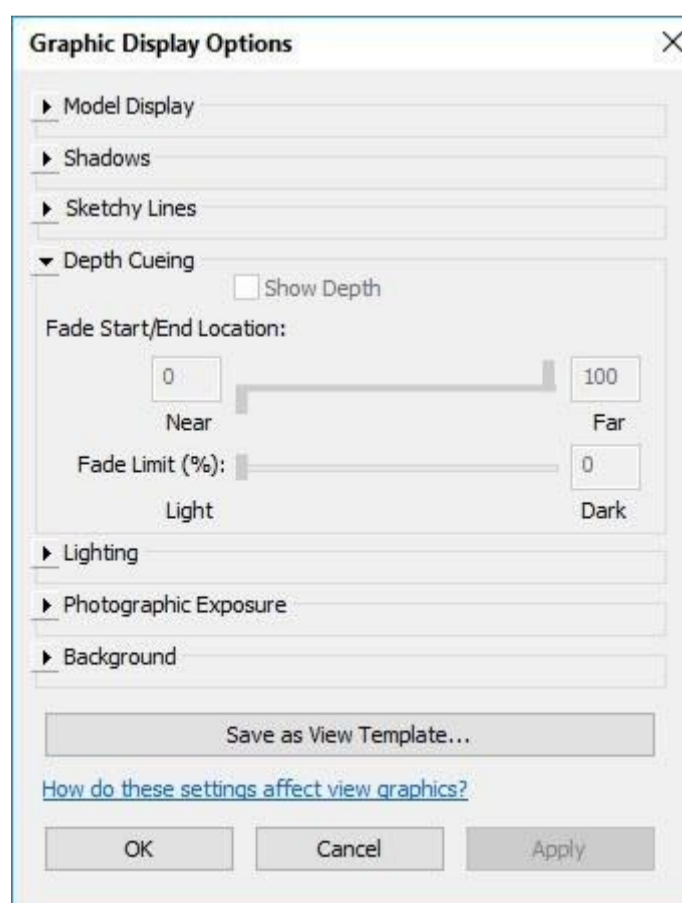 Graphic Display Options
Model Display
Shadows
Sketchy Lines
Depth Cueing
Show Depth
Fade Start/End Location:
0 100
Near Far
Fade Limit (%): 0
Light Dark
Lighting
Photographic Exposure
Background
Save as View Template...
How do these settings affect view graphics?
OK Cancel Apply